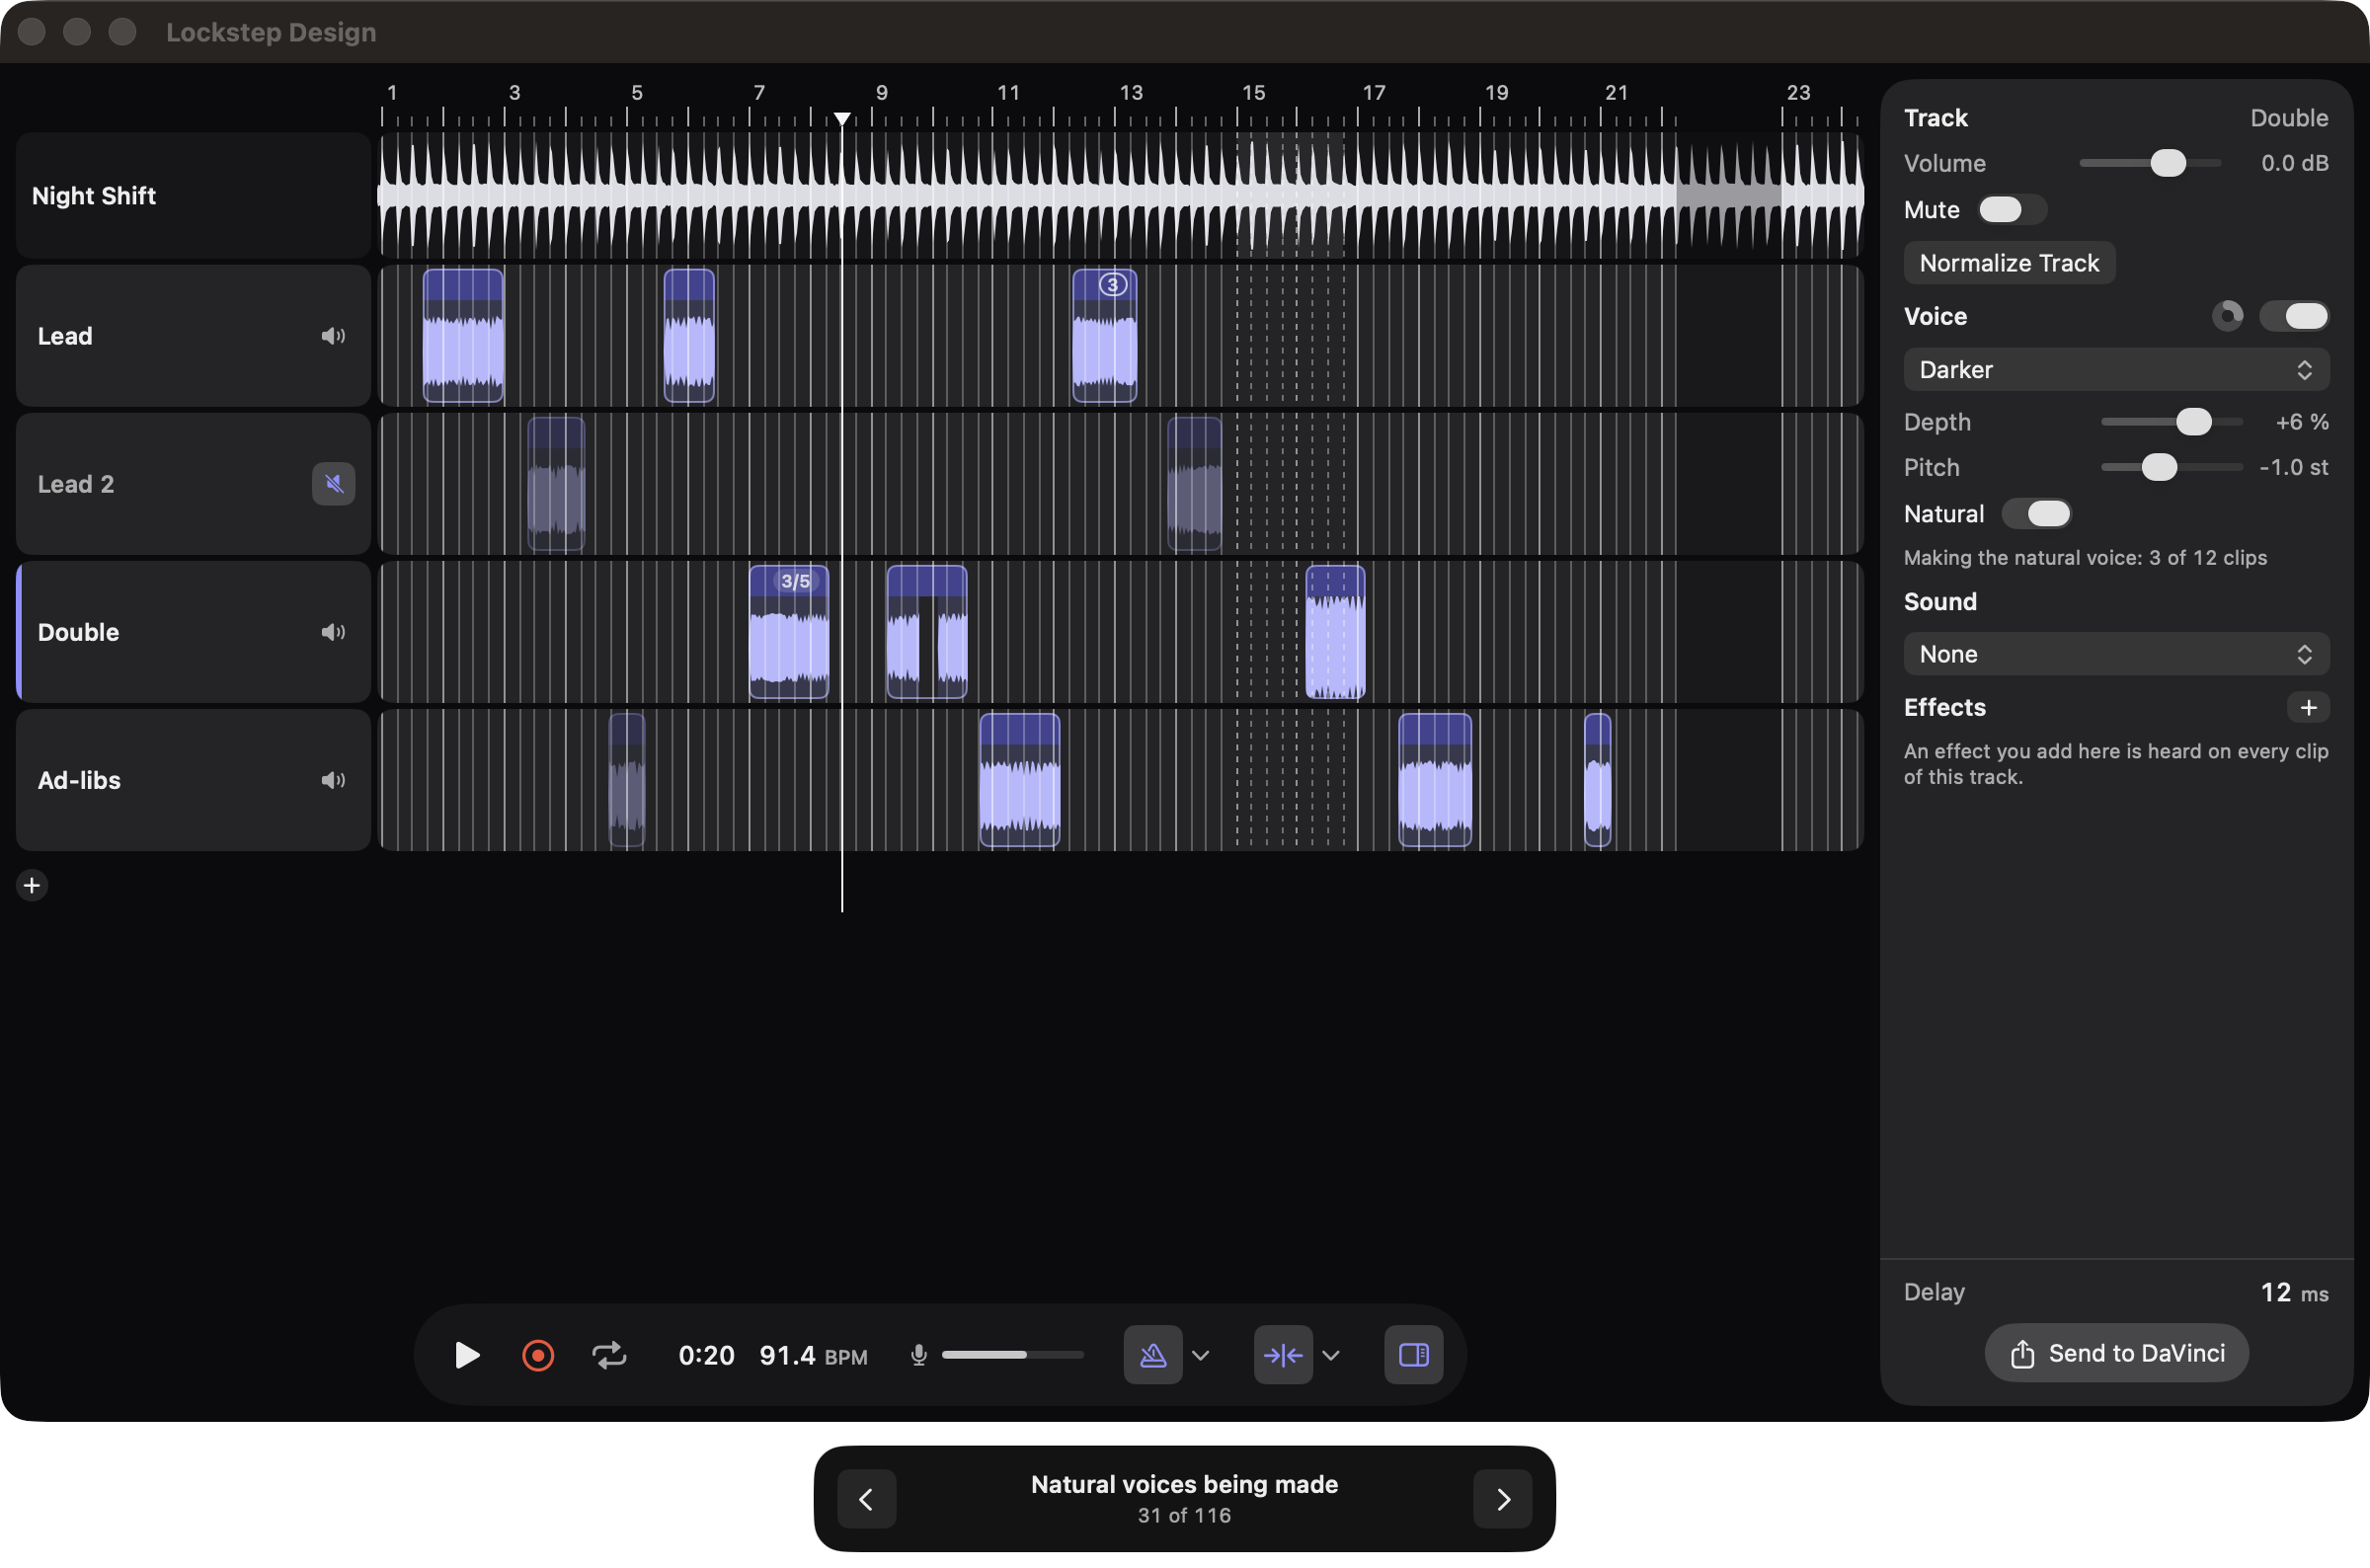 Lockstep Design
1 3 5 7 9 11 13 15 17 19 21 23
Night Shift
Lead
3
Lead 2
Double
3/5
Ad-libs
Track Double
Volume 0.0 dB
Mute
Normalize Track
Voice
Darker
Depth +6 %
Pitch -1.0 st
Natural
Making the natural voice: 3 of 12 clips
Sound
None
Effects
An effect you add here is heard on every clip
of this track.
Delay 12 ms
Send to DaVinci
0:20 91.4 BPM
Natural voices being made
31 of 116